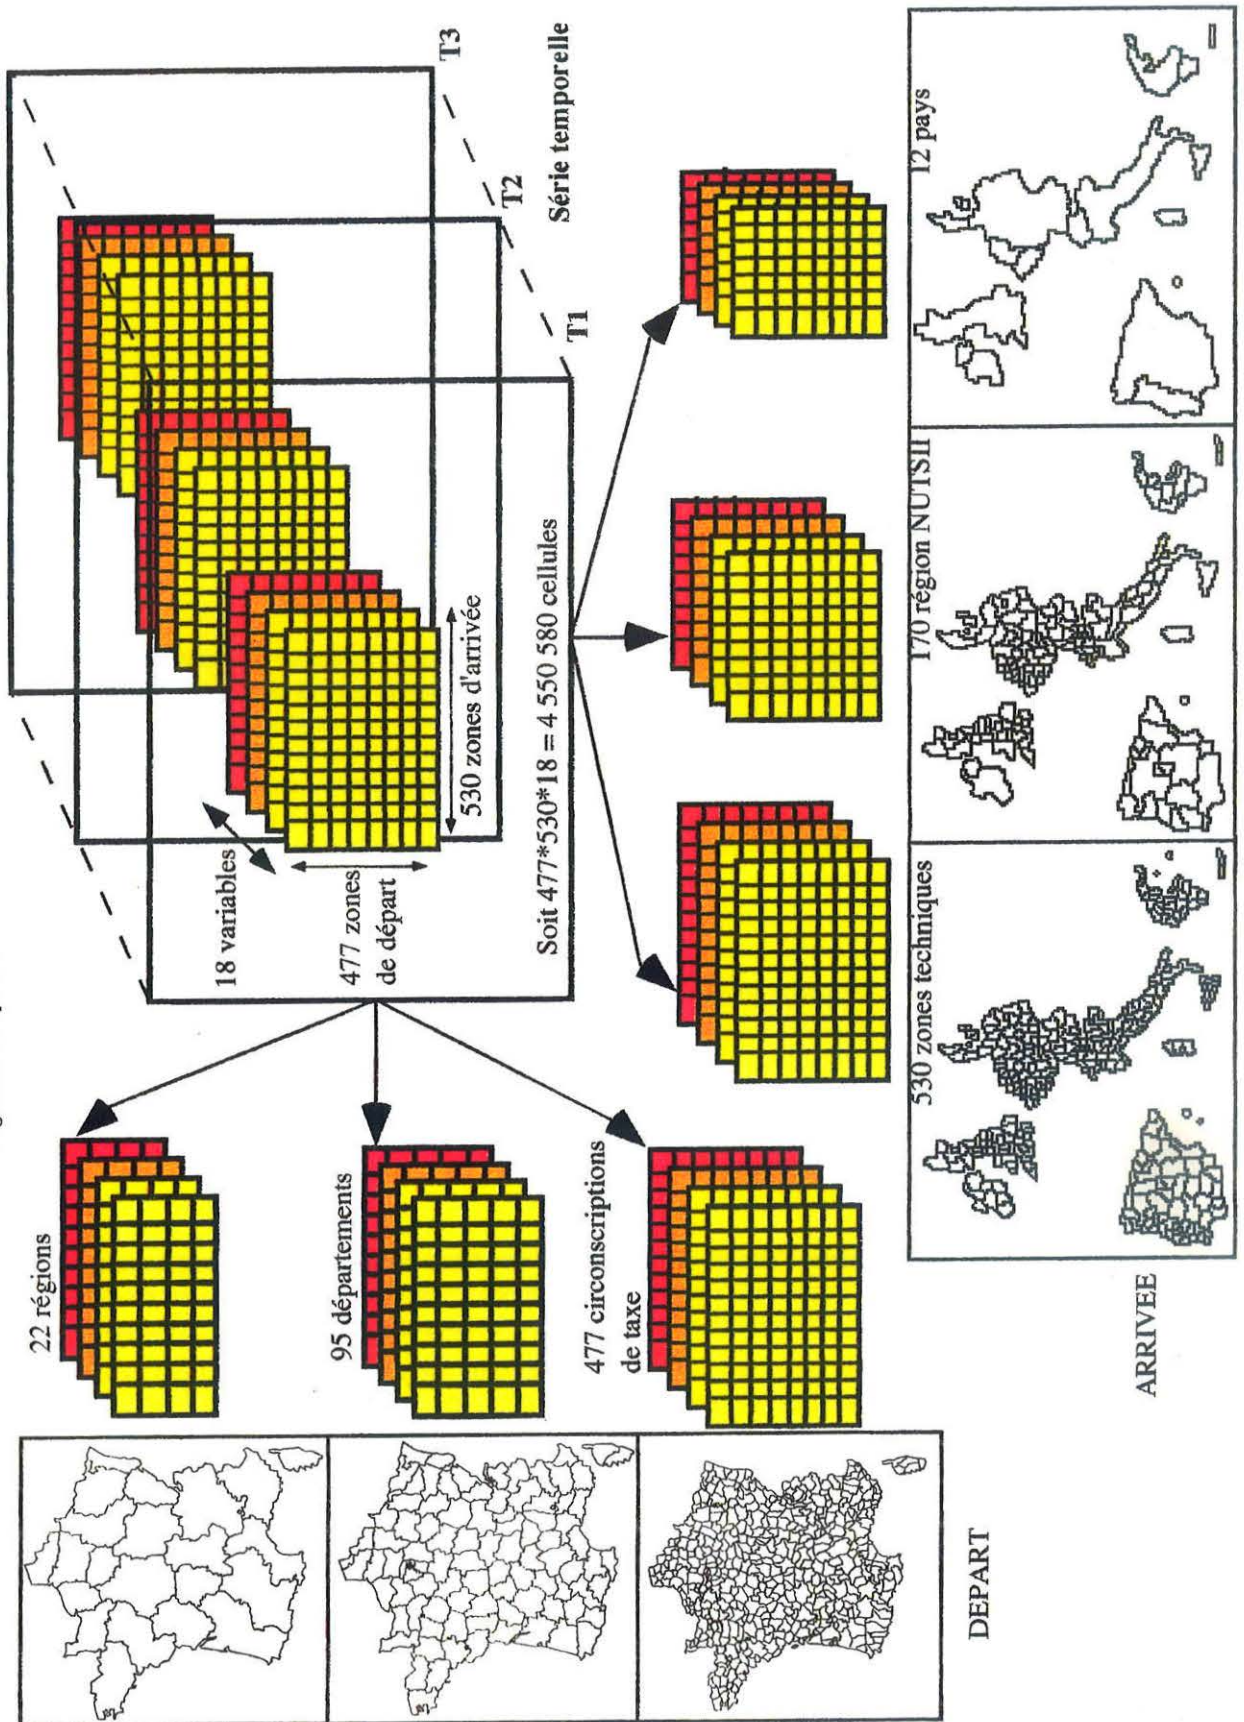 22 régions
95 départements
477 circonscriptions
de taxe
DEPART
18 variables
477 zones
de départ
530 zones d'arrivée
Soit 477*530*18 = 4 550 580 cellules
T1
T2
T3
Série temporelle
530 zones techniques
170 région NUTSII
12 pays
ARRIVEE